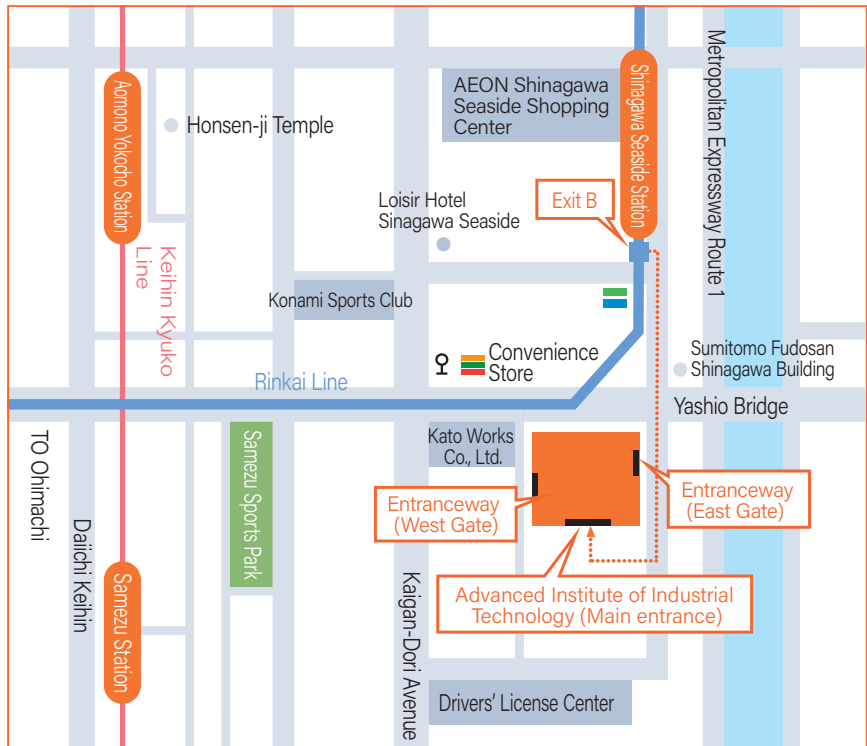 Aomono Yokocho Station
Honsen-ji Temple
AEON Shinagawa
Seaside Shopping
Center
Shinagawa Seaside Station
Metropolitan Expressway Route 1
Loisir Hotel
Sinagawa Seaside
Exit B
Keihin Kyuko
Line
Konami Sports Club
Convenience
Store
Sumitomo Fudosan
Shinagawa Building
Rinkai Line
Yashio Bridge
TO Ohimachi
Daiichi Keihin
Samezu Sports Park
Kato Works
Co., Ltd.
Entranceway
(West Gate)
Entranceway
(East Gate)
Samezu Station
Kaigan-Dori Avenue
Advanced Institute of Industrial
Technology (Main entrance)
Drivers' License Center